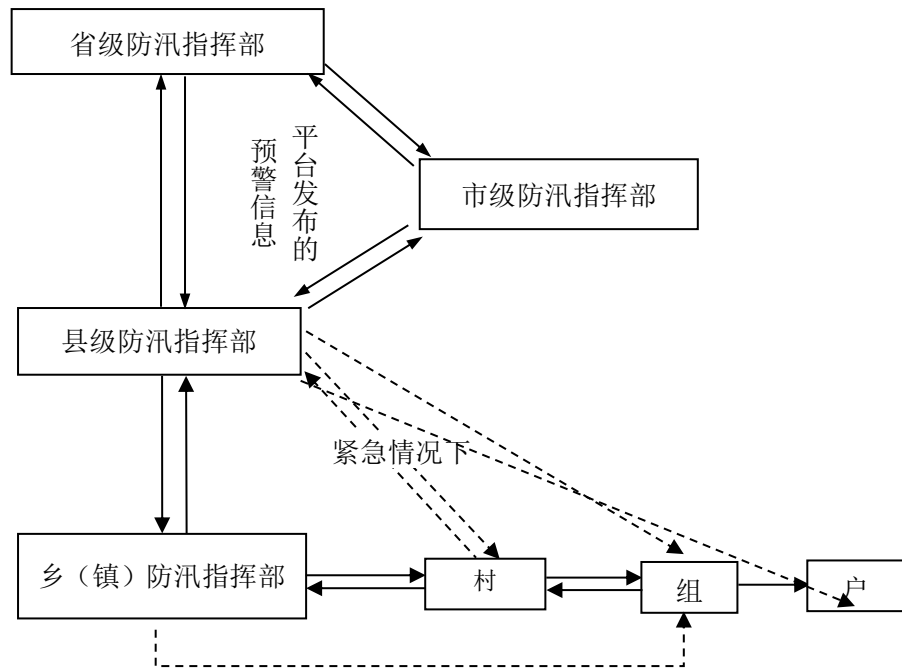 省级防汛指挥部
平台发布的
预警信息
市级防汛指挥部
县级防汛指挥部
紧急情况下
乡（镇）防汛指挥部
村
组
户